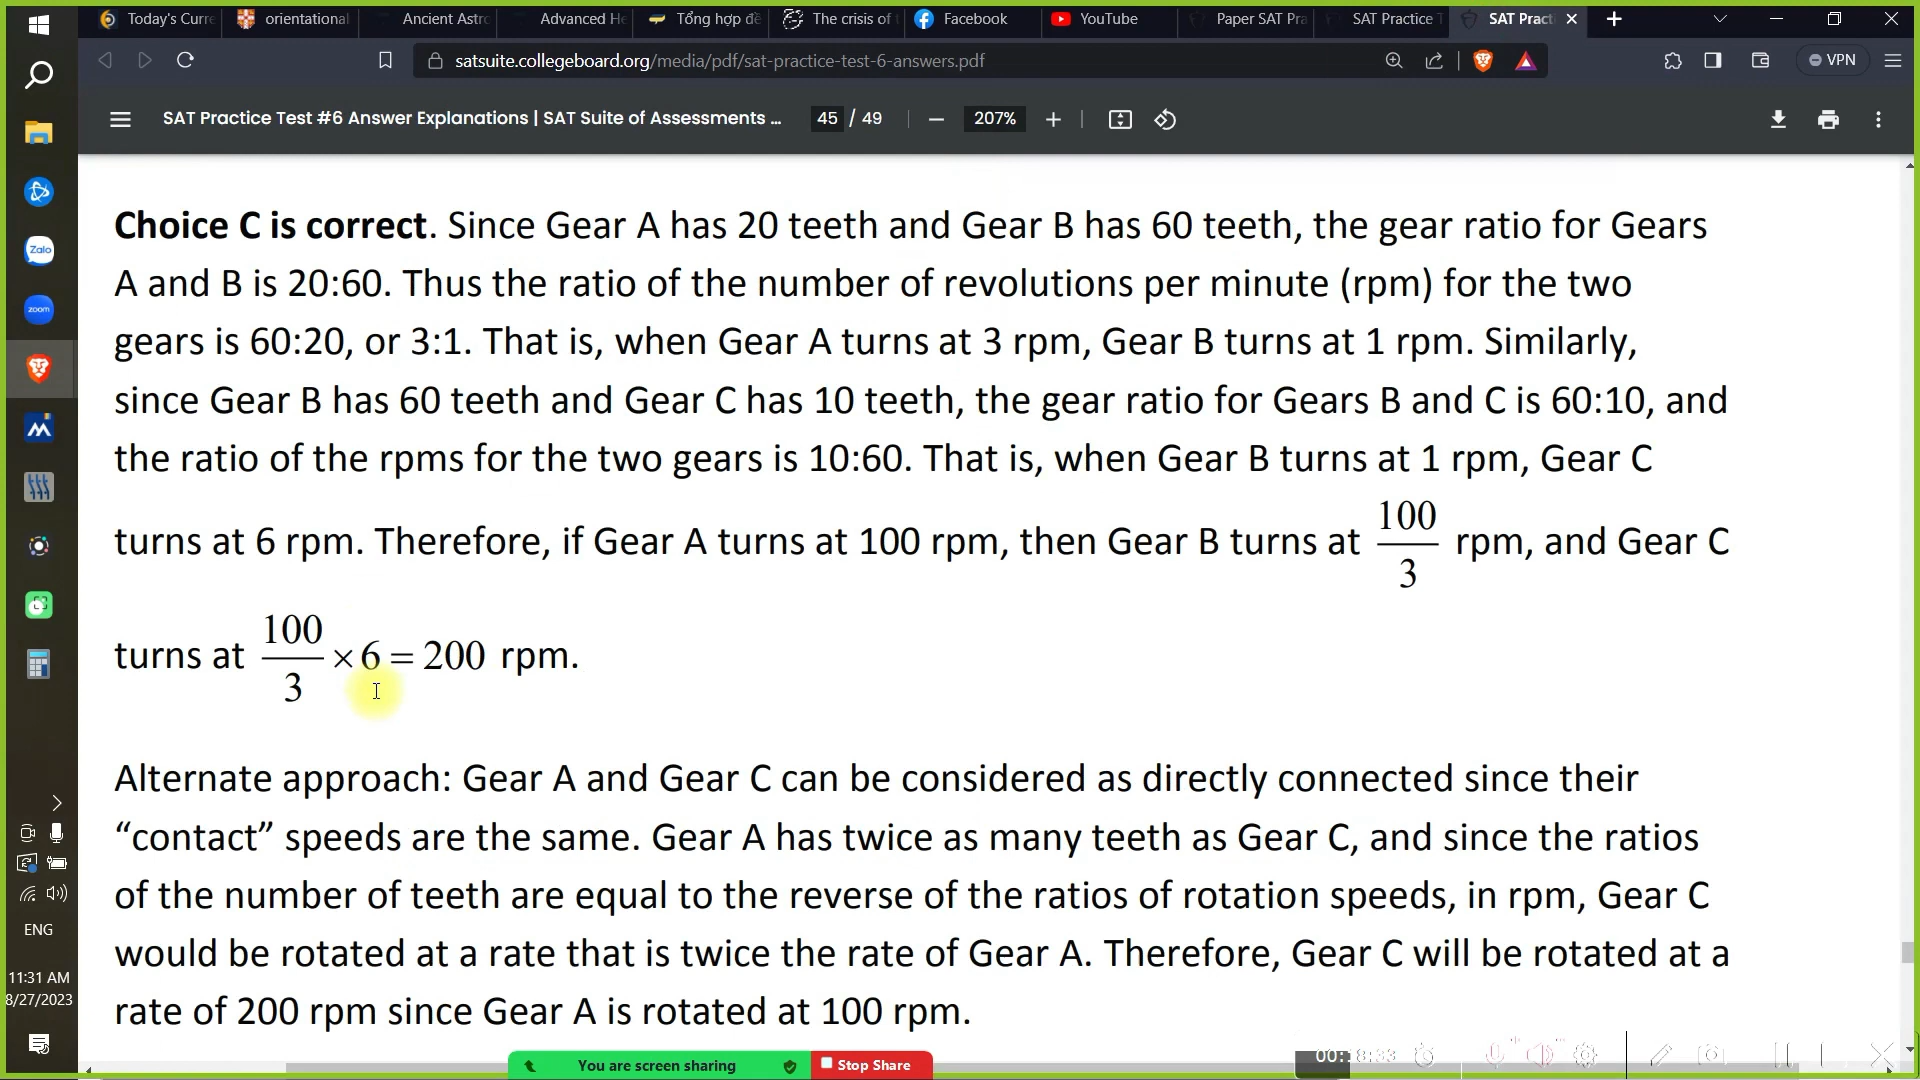 Today's Curre
orientational
Ancient Astro
Advanced He
Tổng hợp đề
The crisis of
Facebook
YouTube
Paper SAT Pra
SAT Practice T
SAT Pract
satsuite.collegeboard.org/media/pdf/sat-practice-test-6-answers.pdf
VPN
SAT Practice Test #6 Answer Explanations | SAT Suite of Assessments ...
45 / 49
207%
Choice C is correct. Since Gear A has 20 teeth and Gear B has 60 teeth, the gear ratio for Gears
A and B is 20:60. Thus the ratio of the number of revolutions per minute (rpm) for the two
gears is 60:20, or 3:1. That is, when Gear A turns at 3 rpm, Gear B turns at 1 rpm. Similarly,
since Gear B has 60 teeth and Gear C has 10 teeth, the gear ratio for Gears B and C is 60:10, and
the ratio of the rpms for the two gears is 10:60. That is, when Gear B turns at 1 rpm, Gear C
turns at 6 rpm. Therefore, if Gear A turns at 100 rpm, then Gear B turns at 100/3 rpm, and Gear C
turns at 100/3 × 6 = 200 rpm.
Alternate approach: Gear A and Gear C can be considered as directly connected since their
“contact” speeds are the same. Gear A has twice as many teeth as Gear C, and since the ratios
of the number of teeth are equal to the reverse of the ratios of rotation speeds, in rpm, Gear C
would be rotated at a rate that is twice the rate of Gear A. Therefore, Gear C will be rotated at a
rate of 200 rpm since Gear A is rotated at 100 rpm.
Zalo
zoom
ENG
11:31 AM
8/27/2023
You are screen sharing
Stop Share